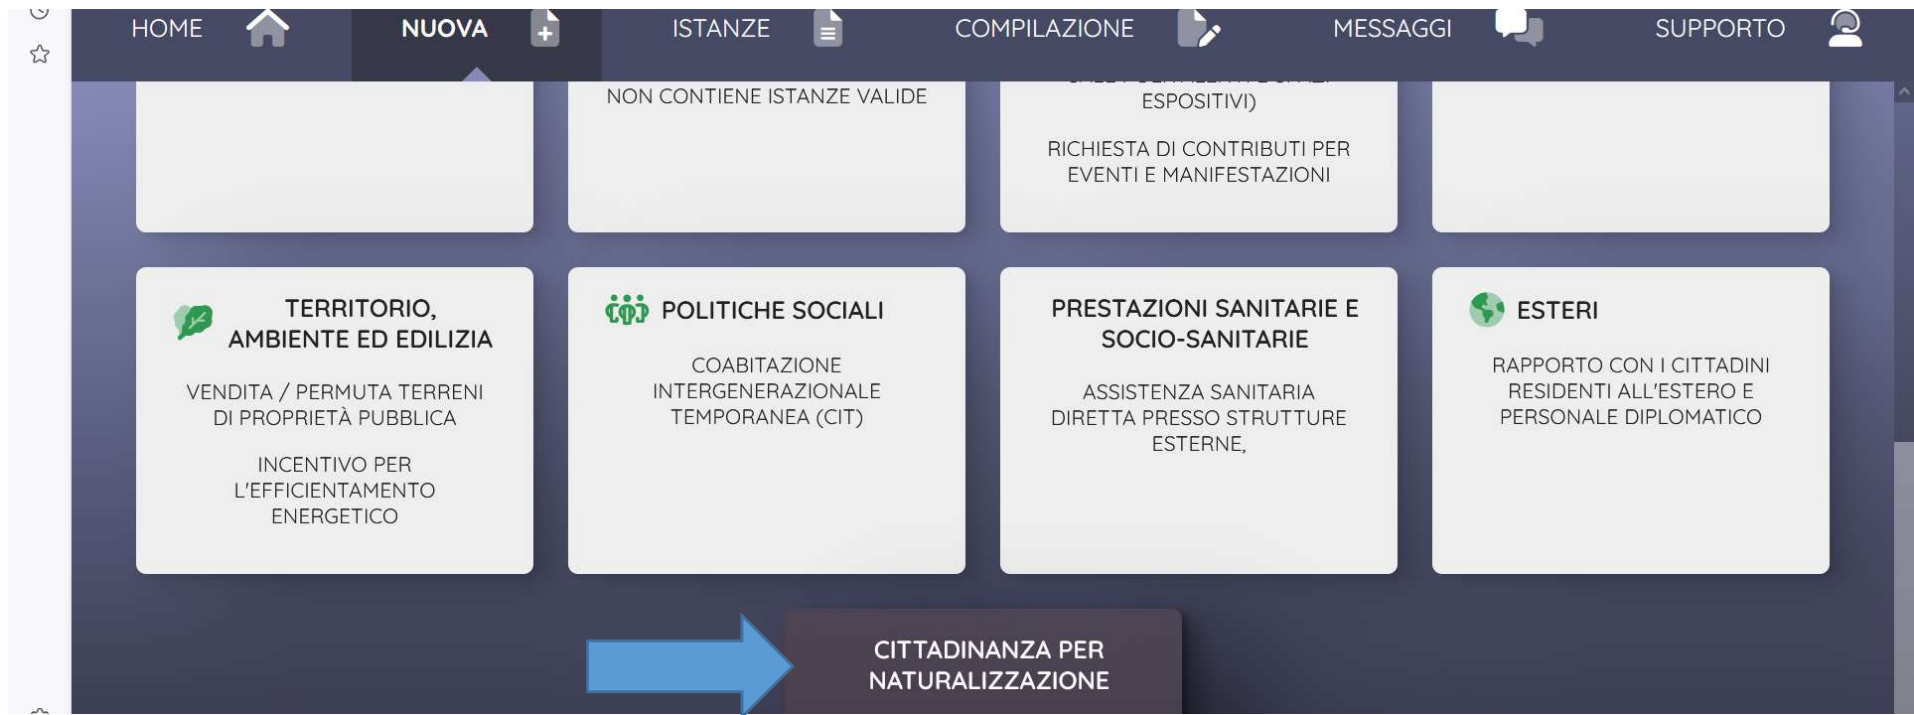 HOME
NUOVA
ISTANZE
COMPILAZIONE
MESSAGGI
SUPPORTO
NON CONTIENE ISTANZE VALIDE
ESPOSITIVI)
RICHIESTA DI CONTRIBUTI PER
EVENTI E MANIFESTAZIONI
TERRITORIO,
AMBIENTE ED EDILIZIA
VENDITA / PERMUTA TERRENI
DI PROPRIETÀ PUBBLICA
INCENTIVO PER
L'EFFICIENTAMENTO
ENERGETICO
POLITICHE SOCIALI
COABITAZIONE
INTERGENERAZIONALE
TEMPORANEA (CIT)
PRESTAZIONI SANITARIE E
SOCIO-SANITARIE
ASSISTENZA SANITARIA
DIRETTA PRESSO STRUTTURE
ESTERNE,
ESTERI
RAPPORTO CON I CITTADINI
RESIDENTI ALL'ESTERO E
PERSONALE DIPLOMATICO
CITTADINANZA PER
NATURALIZZAZIONE